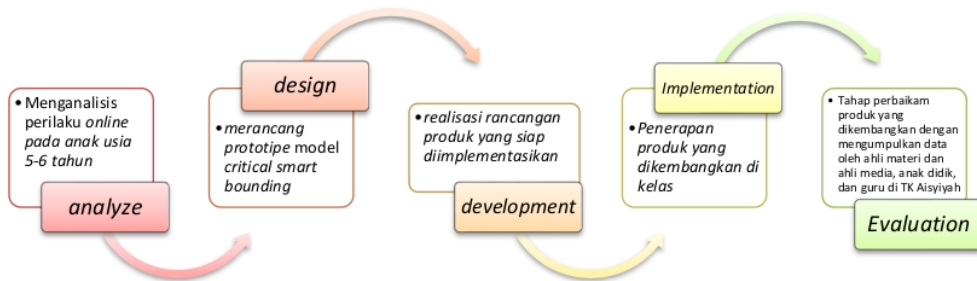 • Menganalisis
perilaku online
pada anak usia
5-6 tahun
analyze
design
• merancang
prototipe model
critical smart
bounding
• realisasi rancangan
produk yang siap
diimplementasikan
development
Implementation
• Penerapan
produk yang
dikembangkan di
kelas
• Tahap perbaikam
produk yang
dikembangkan dengan
mengumpulkan data
oleh ahli materi dan
ahli media, anak didik,
dan guru di TK Aisyiyah
Evaluation